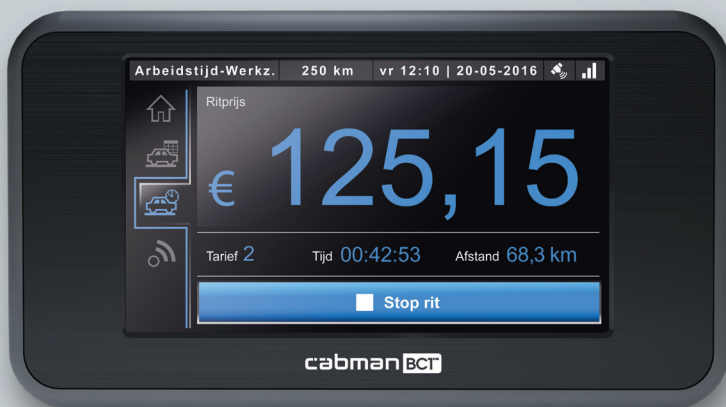 Arbeidstijd-Werkz. 250 km vr 12:10 | 20-05-2016
Ritprijs
€ 125,15
Tarief 2 Tijd 00:42:53 Afstand 68,3 km
Stop rit
cabman BCT